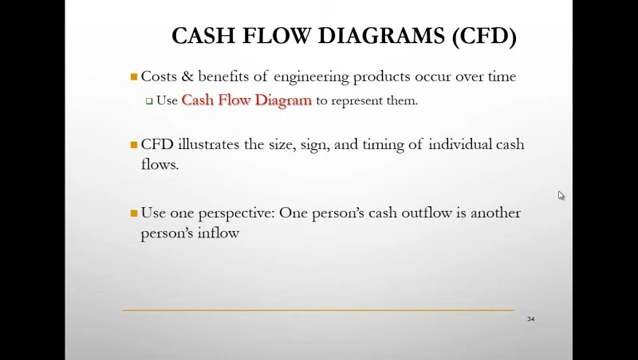 CASH FLOW DIAGRAMS (CFD)
Costs & benefits of engineering products occur over time
Use Cash Flow Diagram to represent them.
CFD illustrates the size, sign, and timing of individual cash
flows.
Use one perspective: One person's cash outflow is another
person's inflow
34